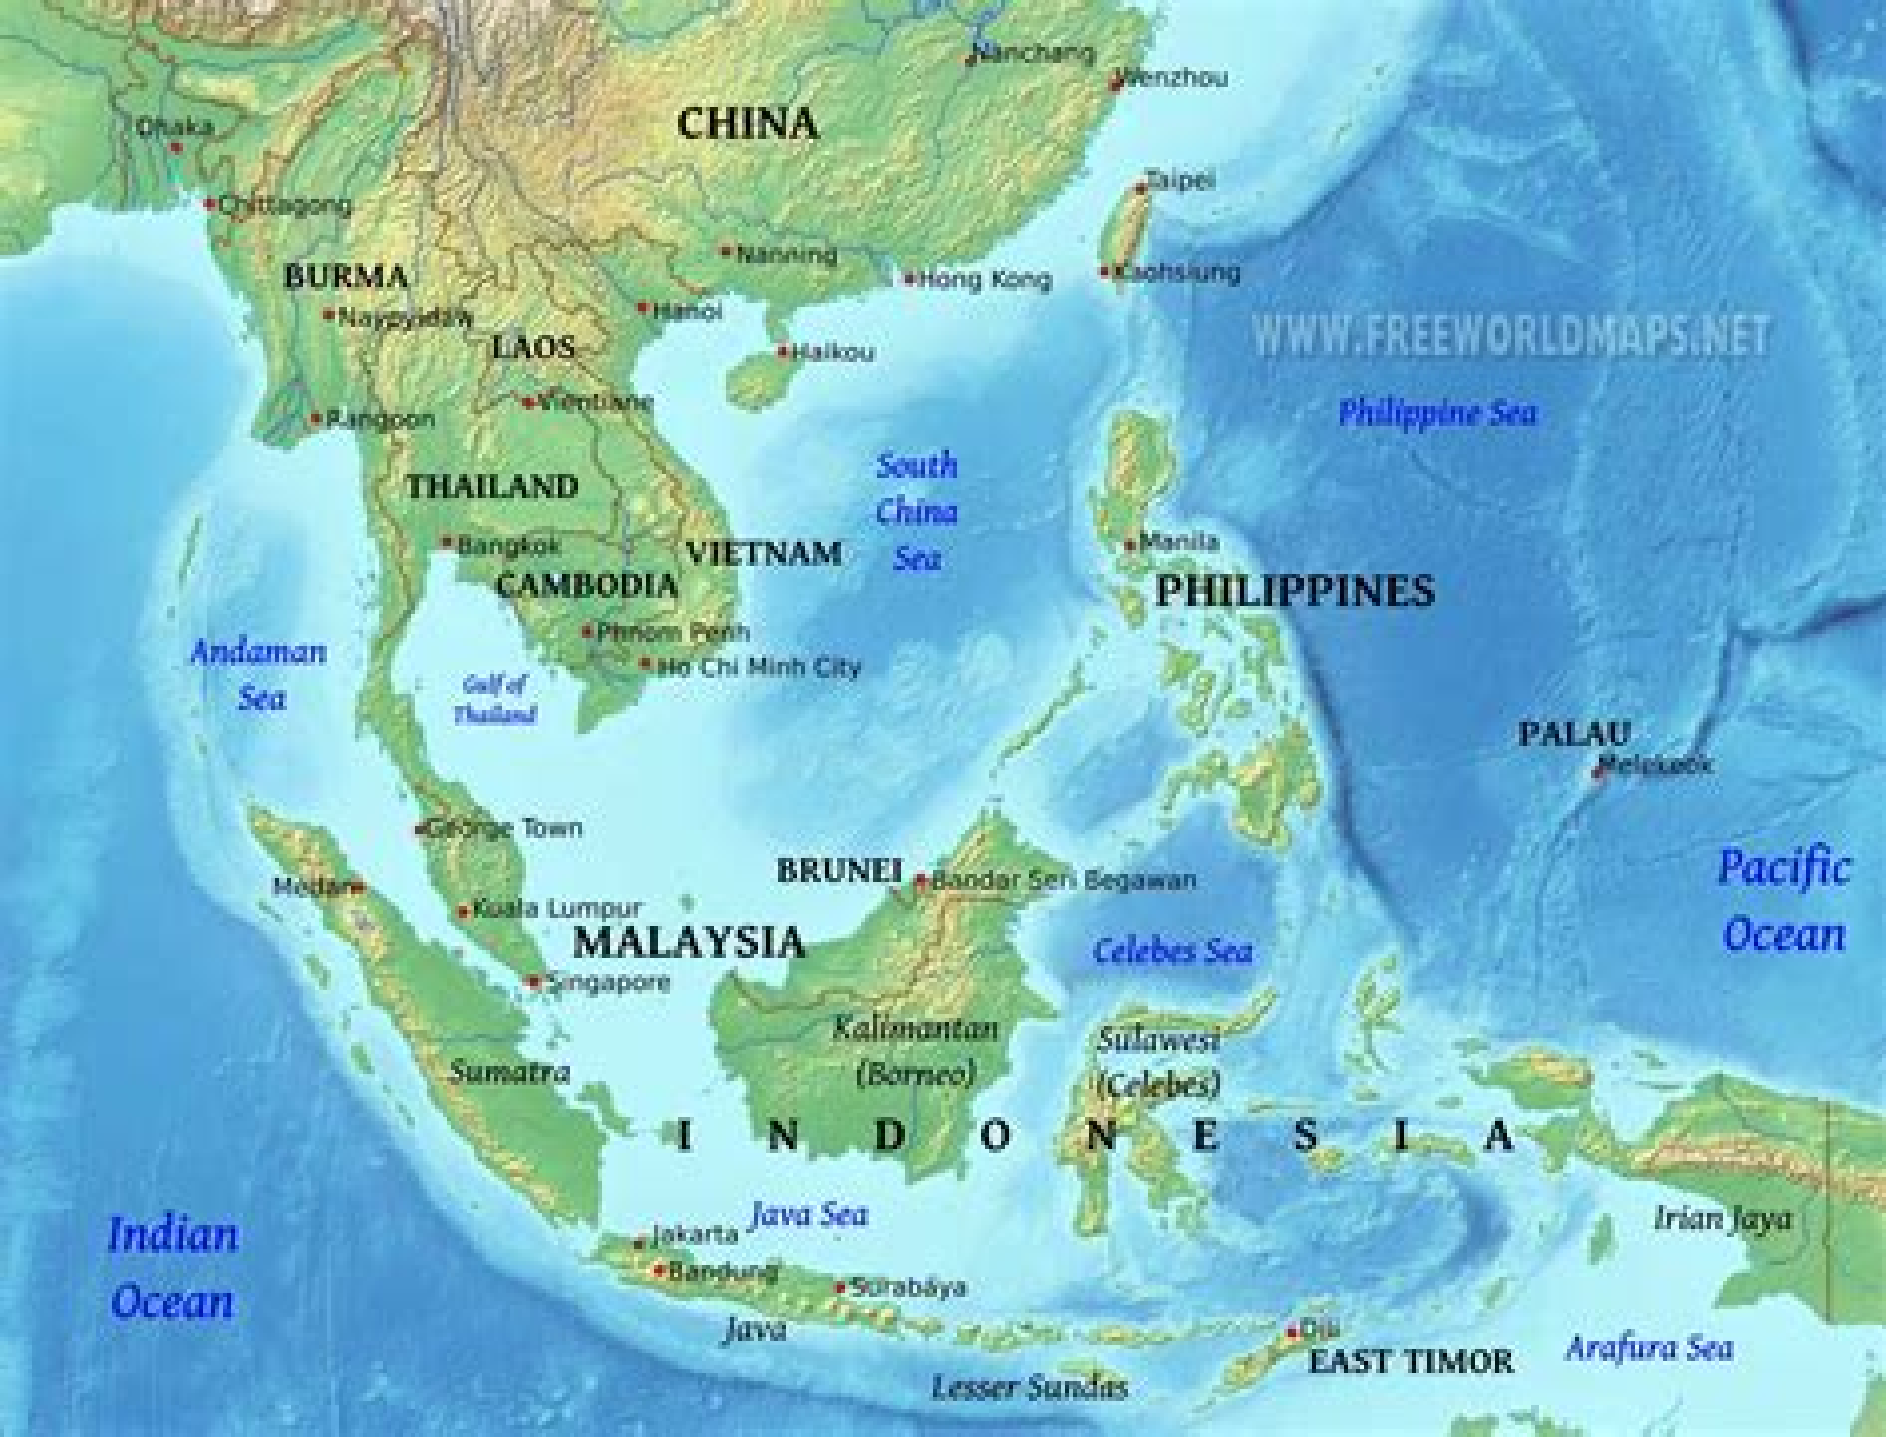 Nanchang
Wenzhou
CHINA
Dhaka
Taipei
Chittagong
Nanning
Hong Kong
Kaohsiung
BURMA
Naypyidaw
Hanoi
LAOS
Haikou
WWW.FREEWORLDMAPS.NET
Vientiane
Rangoon
Philippine Sea
South
China
Sea
THAILAND
Bangkok
VIETNAM
Manila
CAMBODIA
PHILIPPINES
Phnom Penh
Ho Chi Minh City
Andaman
Sea
Gulf of
Thailand
PALAU
Melekeok
George Town
Pacific
Ocean
BRUNEI
Bandar Seri Begawan
Medan
Kuala Lumpur
MALAYSIA
Celebes Sea
Singapore
Kalimantan
(Borneo)
Sulawesi
(Celebes)
Sumatra
INDONESIA
Java Sea
Irian Jaya
Indian
Ocean
Jakarta
Bandung
Surabaya
Java
Dili
EAST TIMOR
Arafura Sea
Lesser Sundas